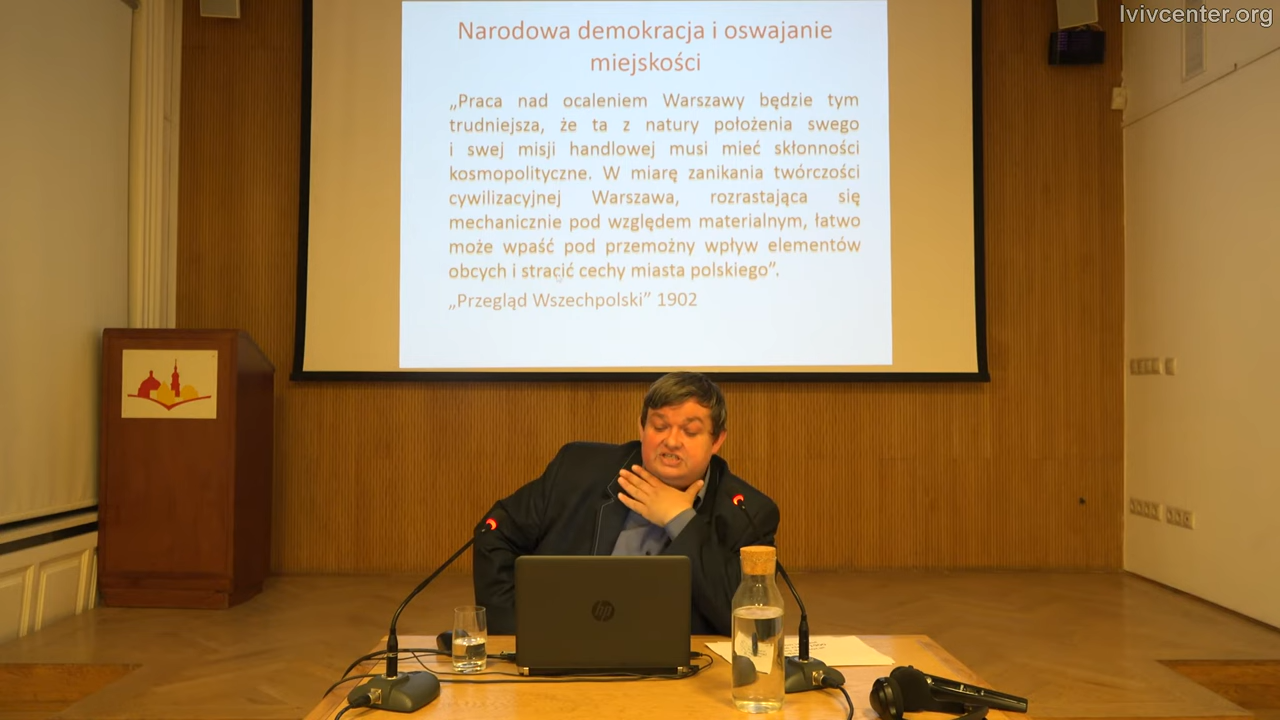 lvivcenter.org
Narodowa demokracja i oswajanie
miejskości
„Praca nad ocaleniem Warszawy będzie tym
trudniejsza, że ta z natury położenia swego
i swej misji handlowej musi mieć skłonności
kosmopolityczne. W miarę zanikania twórczości
cywilizacyjnej Warszawa, rozrastająca się
mechanicznie pod względem materialnym, łatwo
może wpaść pod przemożny wpływ elementów
obcych i stracić cechy miasta polskiego”.
„Przegląd Wszechpolski” 1902
hp